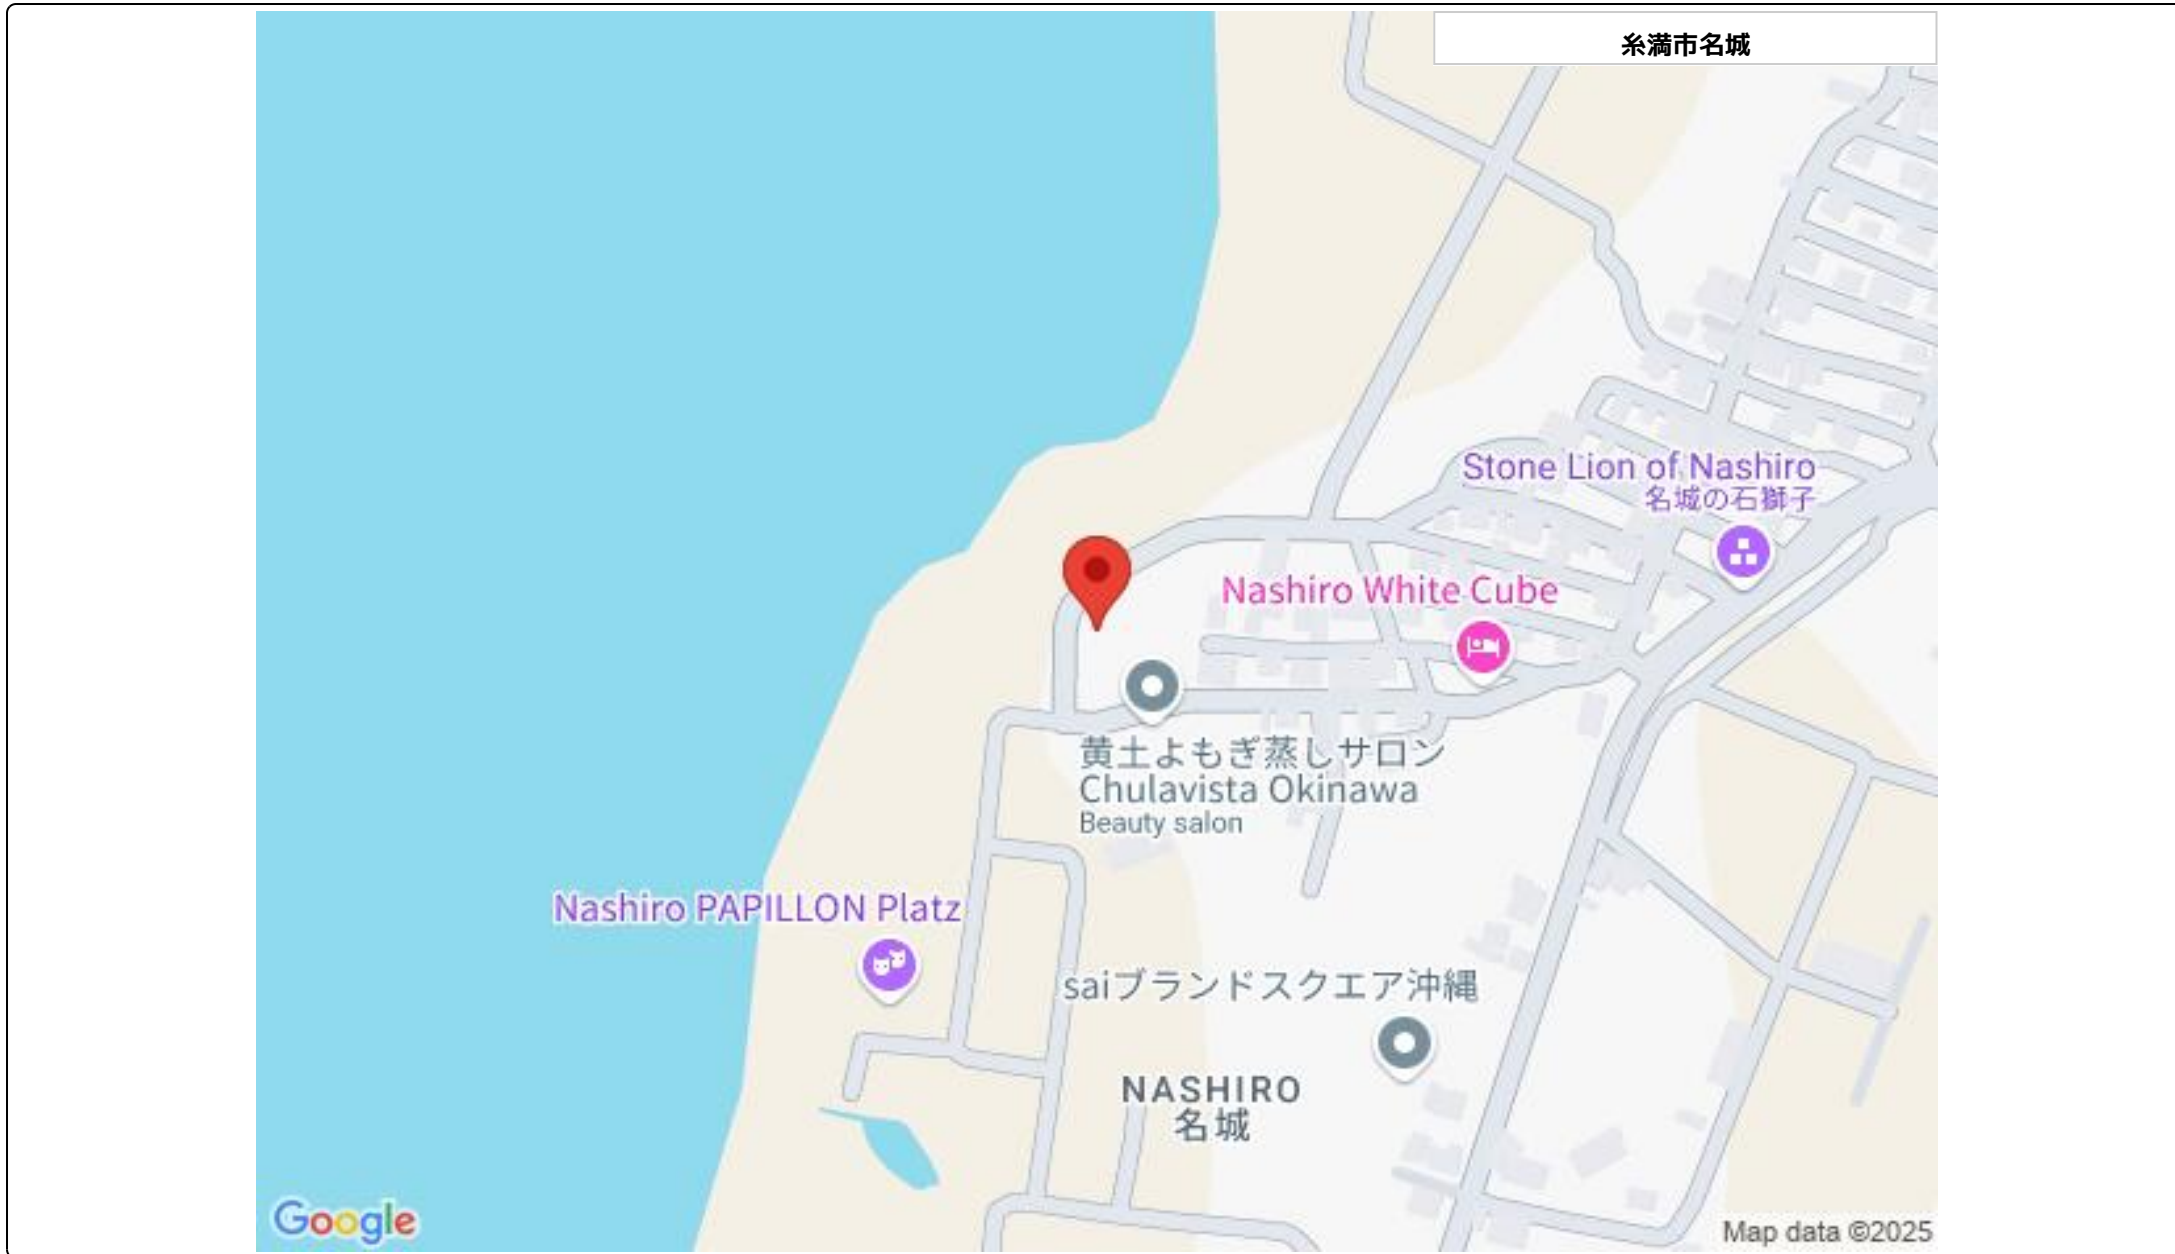 糸満市名城
Stone Lion of Nashiro
名城の石獅子
Nashiro White Cube
黄土よもぎ蒸しサロン
Chulavista Okinawa
Beauty salon
Nashiro PAPILLON Platz
saiブランドスクエア沖縄
NASHIRO
名城
Google
Map data ©2025